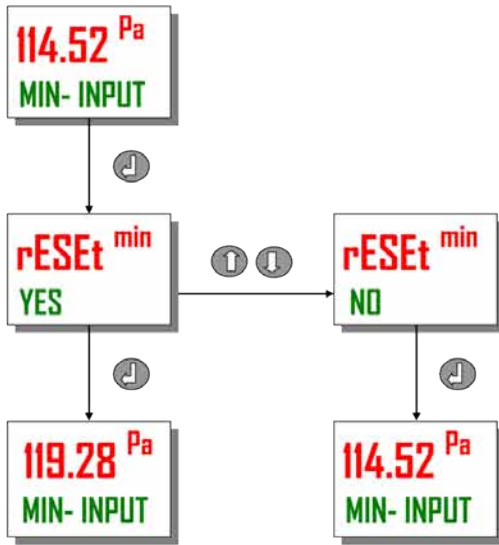 114.52 Pa
MIN- INPUT
rESEt min
YES
rESEt min
NO
119.28 Pa
MIN- INPUT
114.52 Pa
MIN- INPUT